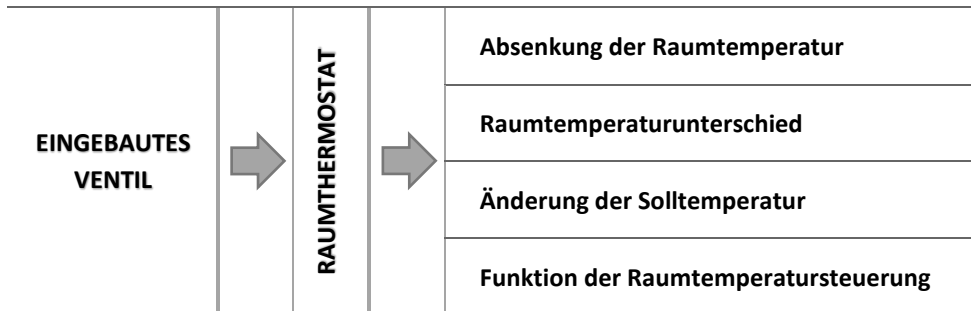 EINGEBAUTES
VENTIL
RAUMTHERMOSTAT
Absenkung der Raumtemperatur
Raumtemperaturunterschied
Änderung der Solltemperatur
Funktion der Raumtemperatursteuerung